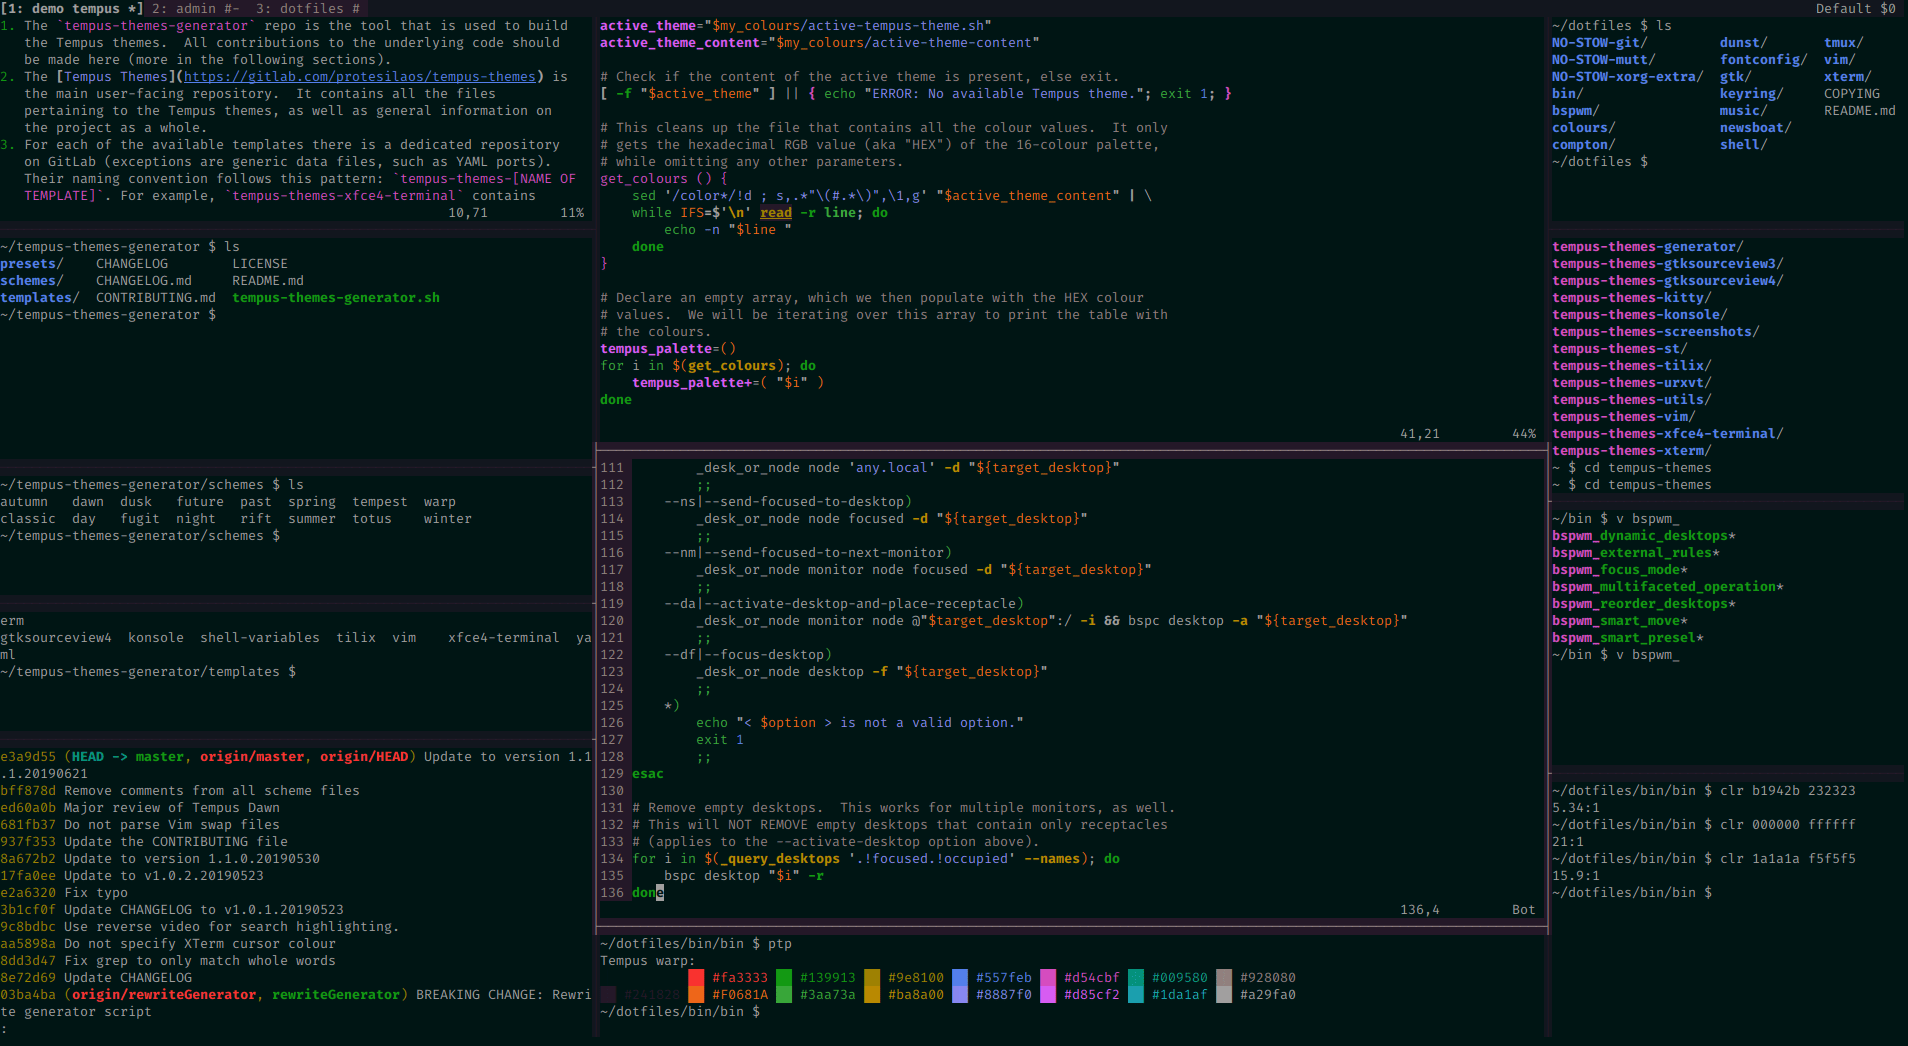 [1: demo tempus *] 2: admin #- 3: dotfiles #
Default $0
1. The `tempus-themes-generator` repo is the tool that is used to build
the Tempus themes.  All contributions to the underlying code should
be made here (more in the following sections).
2. The [Tempus Themes](https://gitlab.com/protesilaos/tempus-themes) is
the main user-facing repository.  It contains all the files
pertaining to the Tempus themes, as well as general information on
the project as a whole.
3. For each of the available templates there is a dedicated repository
on GitLab (exceptions are generic data files, such as YAML ports).
Their naming convention follows this pattern: `tempus-themes-[NAME OF
TEMPLATE]`. For example, `tempus-themes-xfce4-terminal` contains
10,71 11%
~/tempus-themes-generator $ ls
presets/ CHANGELOG LICENSE
schemes/ CHANGELOG.md README.md
templates/ CONTRIBUTING.md tempus-themes-generator.sh
~/tempus-themes-generator $
~/tempus-themes-generator/schemes $ ls
autumn dawn dusk future past spring tempest warp
classic day fugit night rift summer totus winter
~/tempus-themes-generator/schemes $
erm
gtksourceview4 konsole shell-variables tilix vim xfce4-terminal ya
ml
~/tempus-themes-generator/templates $
e3a9d55 (HEAD -> master, origin/master, origin/HEAD) Update to version 1.1
.1.20190621
bff878d Remove comments from all scheme files
ed60a0b Major review of Tempus Dawn
681fb37 Do not parse Vim swap files
937f353 Update the CONTRIBUTING file
8a672b2 Update to version 1.1.0.20190530
17fa0ee Update to v1.0.2.20190523
e2a6320 Fix typo
3b1cf0f Update CHANGELOG to v1.0.1.20190523
9c8bdbc Use reverse video for search highlighting.
aa5898a Do not specify XTerm cursor colour
8dd3d47 Fix grep to only match whole words
8e72d69 Update CHANGELOG
03ba4ba (origin/rewriteGenerator, rewriteGenerator) BREAKING CHANGE: Rewri
te generator script
:
active_theme="$my_colours/active-tempus-theme.sh"
active_theme_content="$my_colours/active-theme-content"
# Check if the content of the active theme is present, else exit.
[ -f "$active_theme" ] || { echo "ERROR: No available Tempus theme."; exit 1; }
# This cleans up the file that contains all the colour values.  It only
# gets the hexadecimal RGB value (aka "HEX") of the 16-colour palette,
# while omitting any other parameters.
get_colours () {
sed '/color*/!d ; s,.*"\(#.*\)",\1,g' "$active_theme_content" | \
while IFS=$'\n' read -r line; do
echo -n "$line "
done
}
# Declare an empty array, which we then populate with the HEX colour
# values.  We will be iterating over this array to print the table with
# the colours.
tempus_palette=()
for i in $(get_colours); do
tempus_palette+=( "$i" )
done
41,21 44%
111 _desk_or_node node 'any.local' -d "${target_desktop}"
112 ;;
113 --ns|--send-focused-to-desktop)
114 _desk_or_node node focused -d "${target_desktop}"
115 ;;
116 --nm|--send-focused-to-next-monitor)
117 _desk_or_node monitor node focused -d "${target_desktop}"
118 ;;
119 --da|--activate-desktop-and-place-receptacle)
120 _desk_or_node monitor node @"$target_desktop":/ -i && bspc desktop -a "${target_desktop}"
121 ;;
122 --df|--focus-desktop)
123 _desk_or_node desktop -f "${target_desktop}"
124 ;;
125 *)
126 echo "< $option > is not a valid option."
127 exit 1
128 ;;
129 esac
130
131 # Remove empty desktops.  This works for multiple monitors, as well.
132 # This will NOT REMOVE empty desktops that contain only receptacles
133 # (applies to the --activate-desktop option above).
134 for i in $(_query_desktops '.!focused.!occupied' --names); do
135 bspc desktop "$i" -r
136 done
136,4 Bot
~/dotfiles/bin/bin $ ptp
Tempus warp:
#fa3333 #139913 #9e8100 #557feb #d54cbf #009580 #928080
#241828 #F0681A #3aa73a #ba8a00 #8887f0 #d85cf2 #1da1af #a29fa0
~/dotfiles/bin/bin $
~/dotfiles $ ls
NO-STOW-git/ dunst/ tmux/
NO-STOW-mutt/ fontconfig/ vim/
NO-STOW-xorg-extra/ gtk/ xterm/
bin/ keyring/ COPYING
bspwm/ music/ README.md
colours/ newsboat/
compton/ shell/
~/dotfiles $
tempus-themes-generator/
tempus-themes-gtksourceview3/
tempus-themes-gtksourceview4/
tempus-themes-kitty/
tempus-themes-konsole/
tempus-themes-screenshots/
tempus-themes-st/
tempus-themes-tilix/
tempus-themes-urxvt/
tempus-themes-utils/
tempus-themes-vim/
tempus-themes-xfce4-terminal/
tempus-themes-xterm/
~ $ cd tempus-themes
~ $ cd tempus-themes
~/bin $ v bspwm_
bspwm_dynamic_desktops*
bspwm_external_rules*
bspwm_focus_mode*
bspwm_multifaceted_operation*
bspwm_reorder_desktops*
bspwm_smart_move*
bspwm_smart_presel*
~/bin $ v bspwm_
~/dotfiles/bin/bin $ clr b1942b 232323
5.34:1
~/dotfiles/bin/bin $ clr 000000 ffffff
21:1
~/dotfiles/bin/bin $ clr 1a1a1a f5f5f5
15.9:1
~/dotfiles/bin/bin $